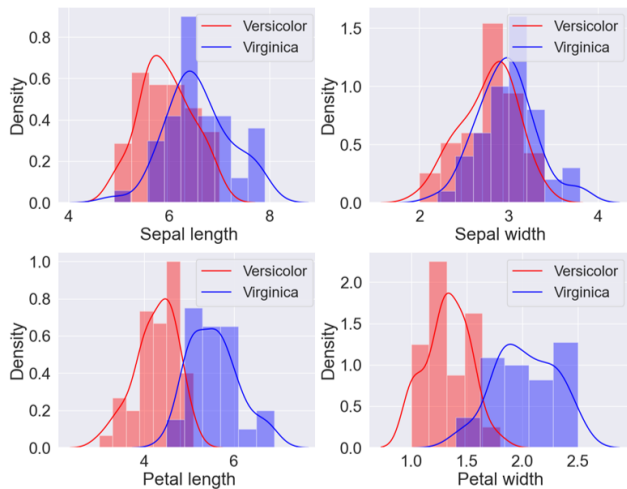 Versicolor
Virginica
Density
0.8
0.6
0.4
0.2
0.0
4 6 8
Sepal length
Versicolor
Virginica
Density
1.5
1.0
0.5
0.0
2 3 4
Sepal width
Versicolor
Virginica
Density
1.0
0.8
0.6
0.4
0.2
0.0
4 6
Petal length
Versicolor
Virginica
Density
2.0
1.5
1.0
0.5
0.0
1.0 1.5 2.0 2.5
Petal width